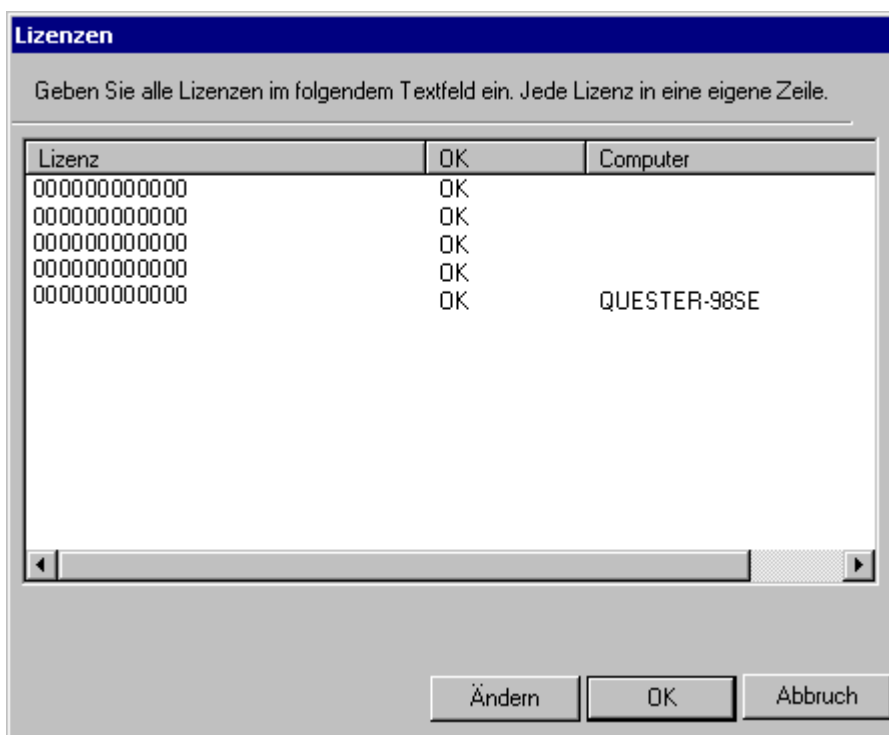 Lizenzen
Geben Sie alle Lizenzen im folgendem Textfeld ein. Jede Lizenz in eine eigene Zeile.
Lizenz OK Computer
000000000000 OK
000000000000 OK
000000000000 OK
000000000000 OK
000000000000 OK QUESTER-98SE
Ändern OK Abbruch